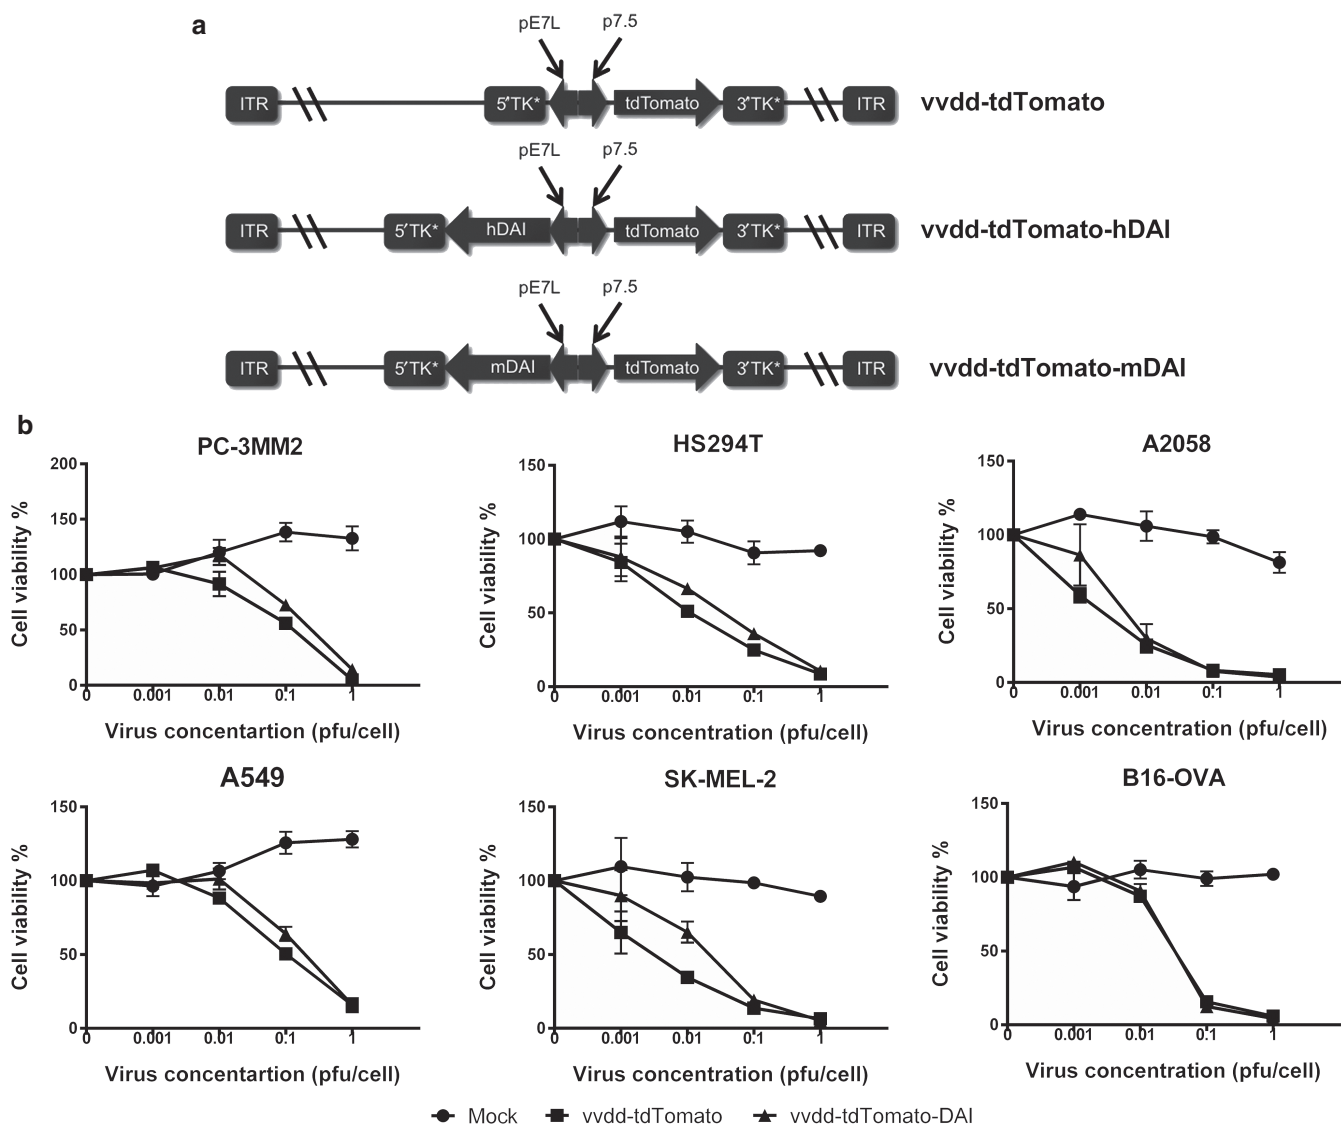 a
pE7L p7.5
ITR 5′TK* tdTomato 3′TK* ITR vvdd-tdTomato
pE7L p7.5
ITR 5′TK* hDAI tdTomato 3′TK* ITR vvdd-tdTomato-hDAI
pE7L p7.5
ITR 5′TK* mDAI tdTomato 3′TK* ITR vvdd-tdTomato-mDAI
b
PC-3MM2
Cell viability %
200
150
100
50
0
0 0.001 0.01 0.1 1
Virus concentartion (pfu/cell)
HS294T
Cell viability %
150
100
50
0
0 0.001 0.01 0.1 1
Virus concentration (pfu/cell)
A2058
Cell viability %
150
100
50
0
0 0.001 0.01 0.1 1
Virus concentration (pfu/cell)
A549
Cell viability %
150
100
50
0
0 0.001 0.01 0.1 1
Virus concentartion (pfu/cell)
SK-MEL-2
Cell viability %
150
100
50
0
0 0.001 0.01 0.1 1
Virus concentration (pfu/cell)
B16-OVA
Cell viability %
150
100
50
0
0 0.001 0.01 0.1 1
Virus concentration (pfu/cell)
Mock vvdd-tdTomato vvdd-tdTomato-DAI